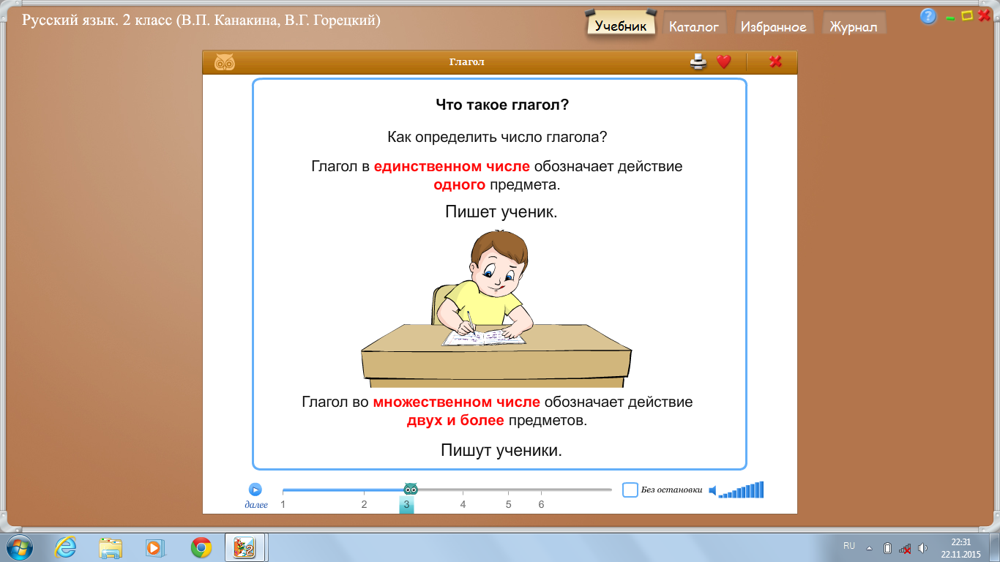 Русский язык. 2 класс (В.П. Канакина, В.Г. Горецкий)
Учебник
Каталог
Избранное
Журнал
Глагол
Что такое глагол?
Как определить число глагола?
Глагол в единственном числе обозначает действие
одного предмета.
Пишет ученик.
Глагол во множественном числе обозначает действие
двух и более предметов.
Пишут ученики.
далее
1
2
3
4
5
6
Без остановки
RU
22:31
22.11.2015